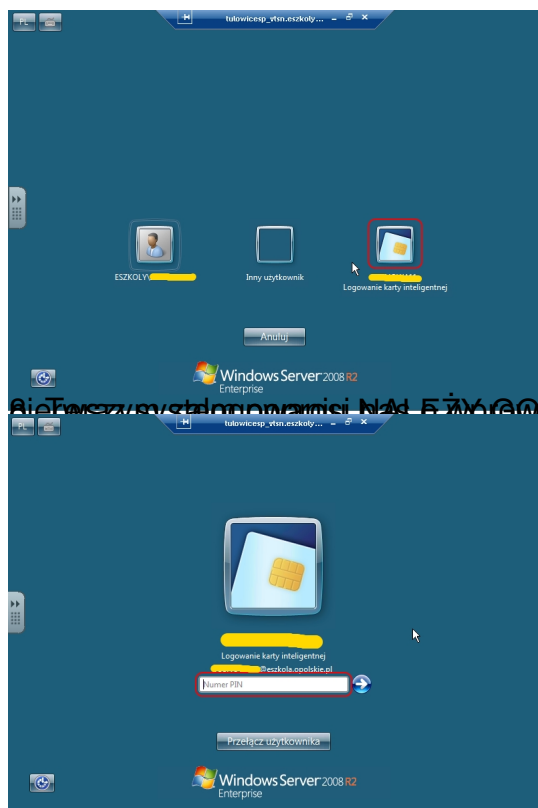 PL
tulowicesp_vtsn.eszkoly...
ESZKOLY\
Inny użytkownik
Logowanie karty inteligentnej
Anuluj
Windows Server 2008 R2
Enterprise
PL
tulowicesp_vtsn.eszkoly...
Logowanie karty inteligentnej
@eszkola.opolskie.pl
Numer PIN
Przełącz użytkownika
Windows Server 2008 R2
Enterprise